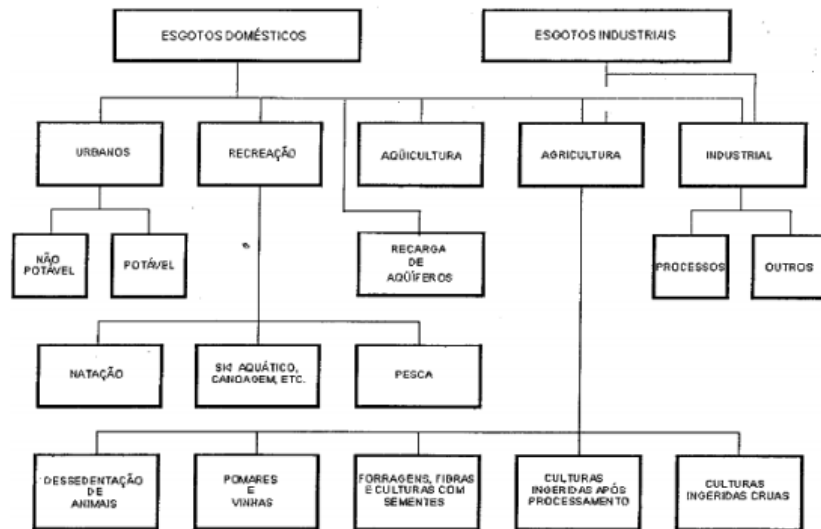 ESGOTOS DOMÉSTICOS
ESGOTOS INDUSTRIAIS
URBANOS
RECREAÇÃO
AQÜICULTURA
AGRICULTURA
INDUSTRIAL
NÃO
POTÁVEL
POTÁVEL
RECARGA
DE
AQÜÍFEROS
PROCESSOS
OUTROS
NATAÇÃO
SKI AQUÁTICO,
CANOAGEM, ETC.
PESCA
DESSEDENTAÇÃO
DE
ANIMAIS
POMARES
E
VINHAS
FORRAGENS, FIBRAS
E CULTURAS COM
SEMENTES
CULTURAS
INGERIDAS APÓS
PROCESSAMENTO
CULTURAS
INGERIDAS CRUAS